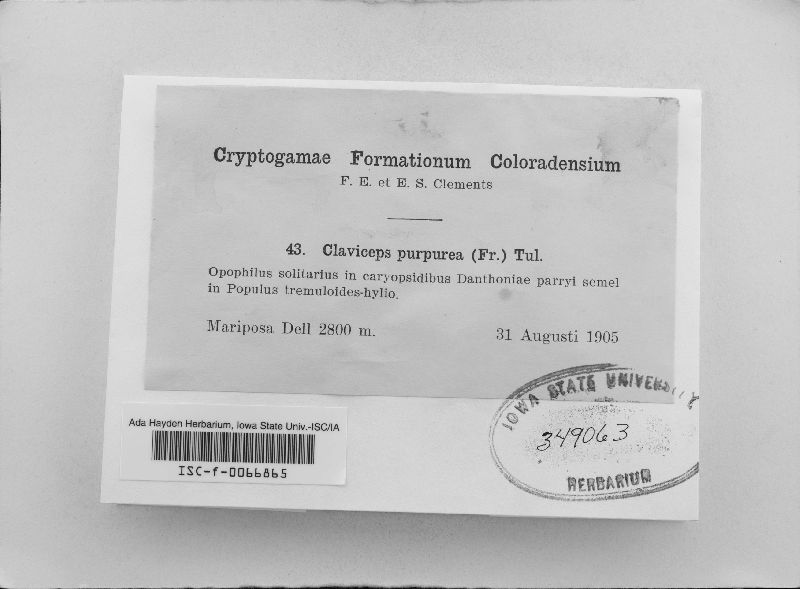 Cryptogamae Formationum Coloradensium
F. E. et E. S. Clements
43. Claviceps purpurea (Fr.) Tul.
Opophilus solitarius in caryopsidibus Danthoniae parryi semel
in Populus tremuloides-hylio.
Mariposa Dell 2800 m. 31 Augusti 1905
Ada Hayden Herbarium, Iowa State Univ.-ISC/IA
ISC-f-0066865
IOWA STATE UNIVERSITY
349063
HERBARIUM